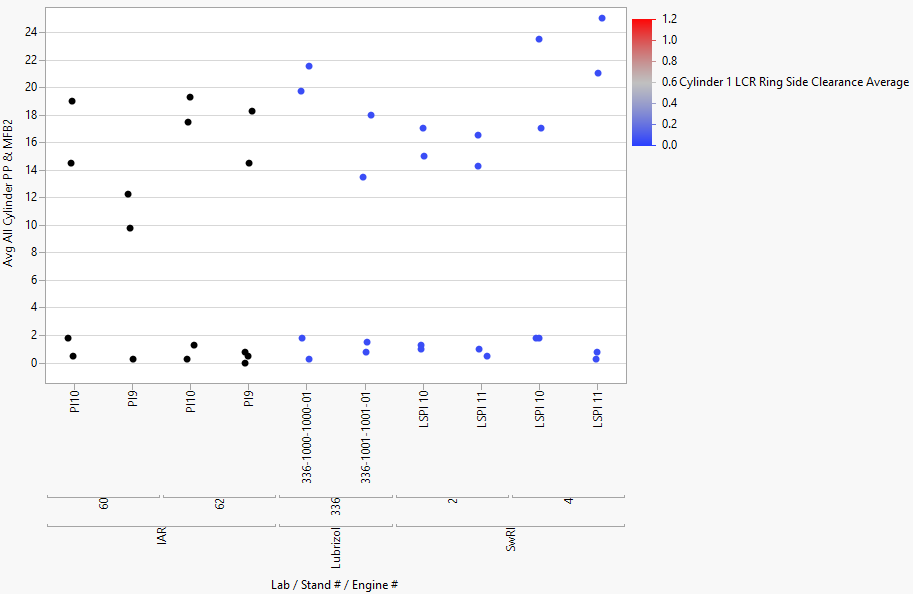 24
22
20
18
16
14
12
10
8
6
4
2
0
Avg All Cylinder PP & MFB2
1.2
1.0
0.8
0.6
0.4
0.2
0.0
Cylinder 1 LCR Ring Side Clearance Average
PI10
PI9
PI10
PI9
336-1000-1000-01
336-1001-1001-01
LSPI 10
LSPI 11
LSPI 10
LSPI 11
60
62
336
2
4
IAR
Lubrizol
SwRI
Lab / Stand # / Engine #